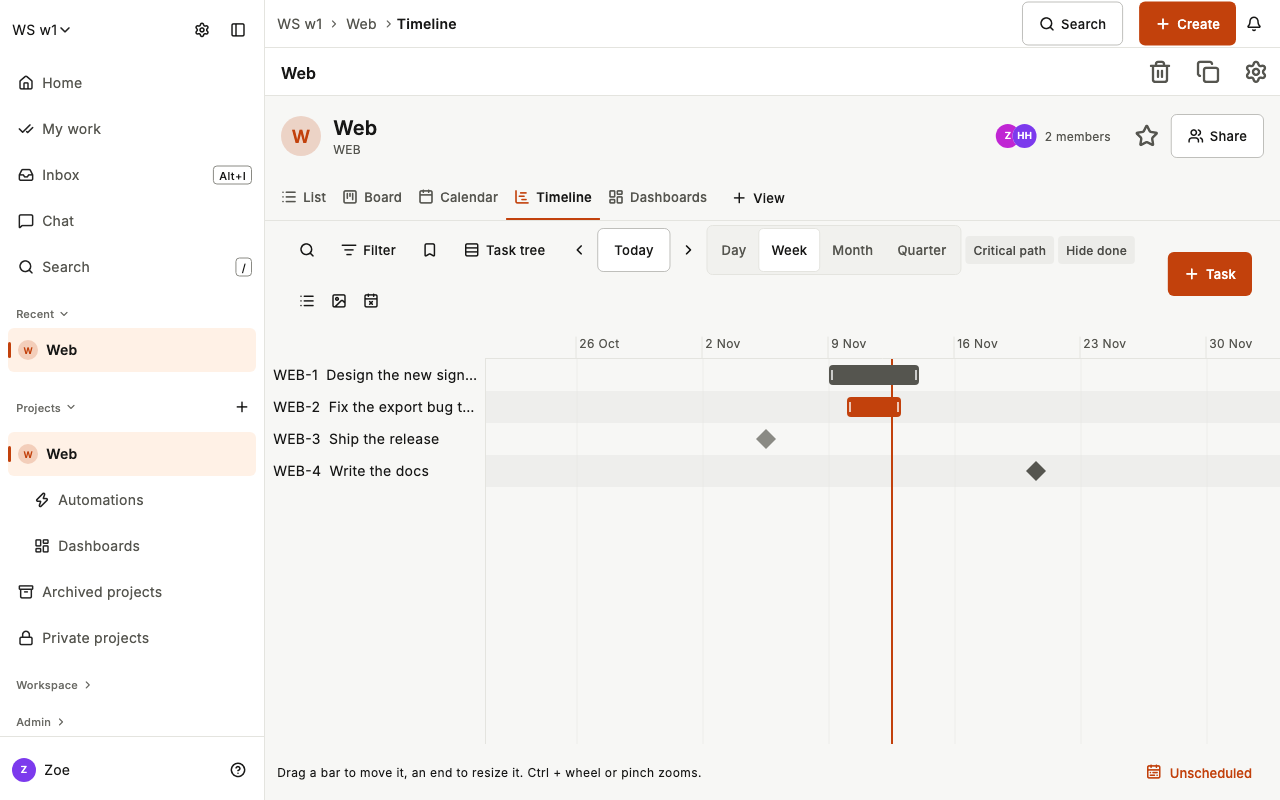 WS w1
Home
My work
Inbox Alt+I
Chat
Search /
Recent
W Web
Projects
W Web
Automations
Dashboards
Archived projects
Private projects
Workspace
Admin
Z Zoe
WS w1 Web Timeline
Search
Create
Web
W Web
WEB
Z HH 2 members
Share
List Board Calendar Timeline Dashboards View
Filter Task tree Today Day Week Month Quarter Critical path Hide done
Task
26 Oct 2 Nov 9 Nov 16 Nov 23 Nov 30 Nov
WEB-1 Design the new sign...
WEB-2 Fix the export bug t...
WEB-3 Ship the release
WEB-4 Write the docs
Drag a bar to move it, an end to resize it. Ctrl + wheel or pinch zooms.
Unscheduled